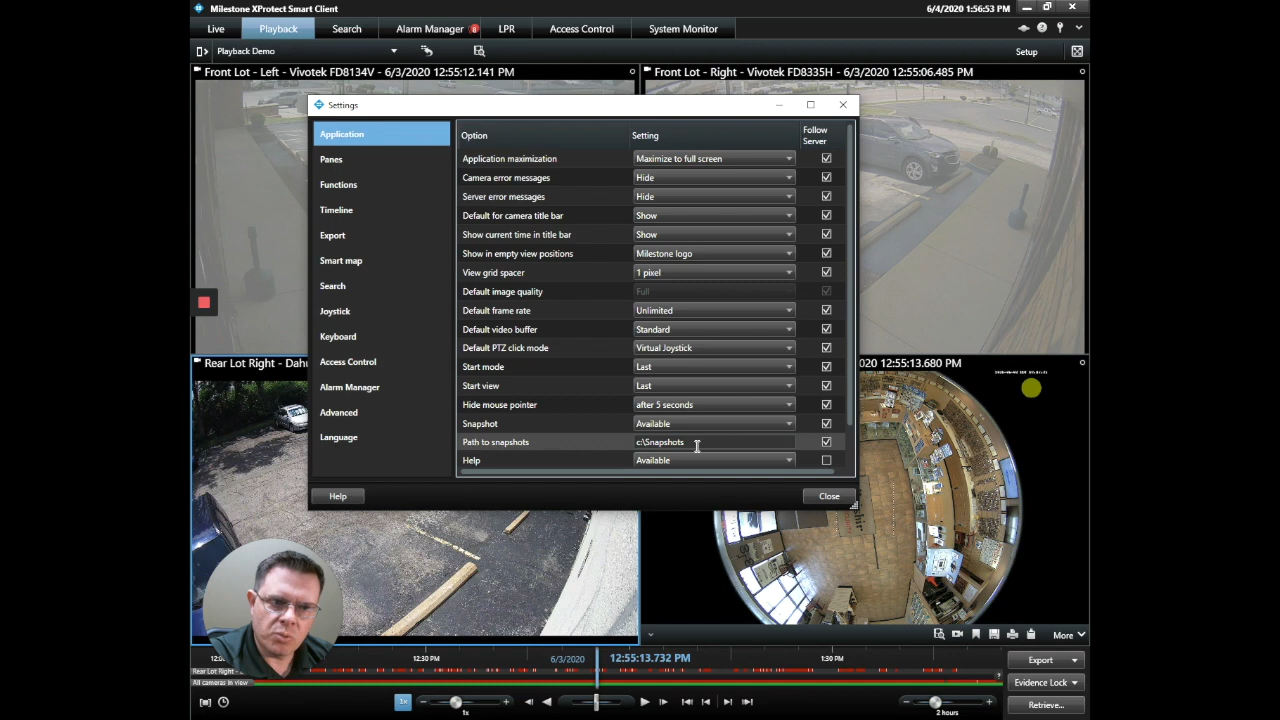 Milestone XProtect Smart Client
6/4/2020 1:56:53 PM
Live
Playback
Search
Alarm Manager
LPR
Access Control
System Monitor
Playback Demo
Setup
Front Lot - Left - Vivotek FD8134V - 6/3/2020 12:55:12.141 PM
Front Lot - Right - Vivotek FD8335H - 6/3/2020 12:55:06.485 PM
Settings
Application
Panes
Functions
Timeline
Export
Smart map
Search
Joystick
Keyboard
Access Control
Alarm Manager
Advanced
Language
Option Setting Follow Server
Application maximization Maximize to full screen
Camera error messages Hide
Server error messages Hide
Default for camera title bar Show
Show current time in title bar Show
Show in empty view positions Milestone logo
View grid spacer 1 pixel
Default image quality Full
Default frame rate Unlimited
Default video buffer Standard
Default PTZ click mode Virtual Joystick
Start mode Last
Start view Last
Hide mouse pointer after 5 seconds
Snapshot Available
Path to snapshots c:\Snapshots
Help Available
Help
Close
Rear Lot Right - Dahu
020 12:55:13.680 PM
More
12:30 PM
6/3/2020
12:55:13.732 PM
1:30 PM
Rear Lot Right -
All cameras in view
Export
Evidence Lock
Retrieve...
1x
1x
2 hours